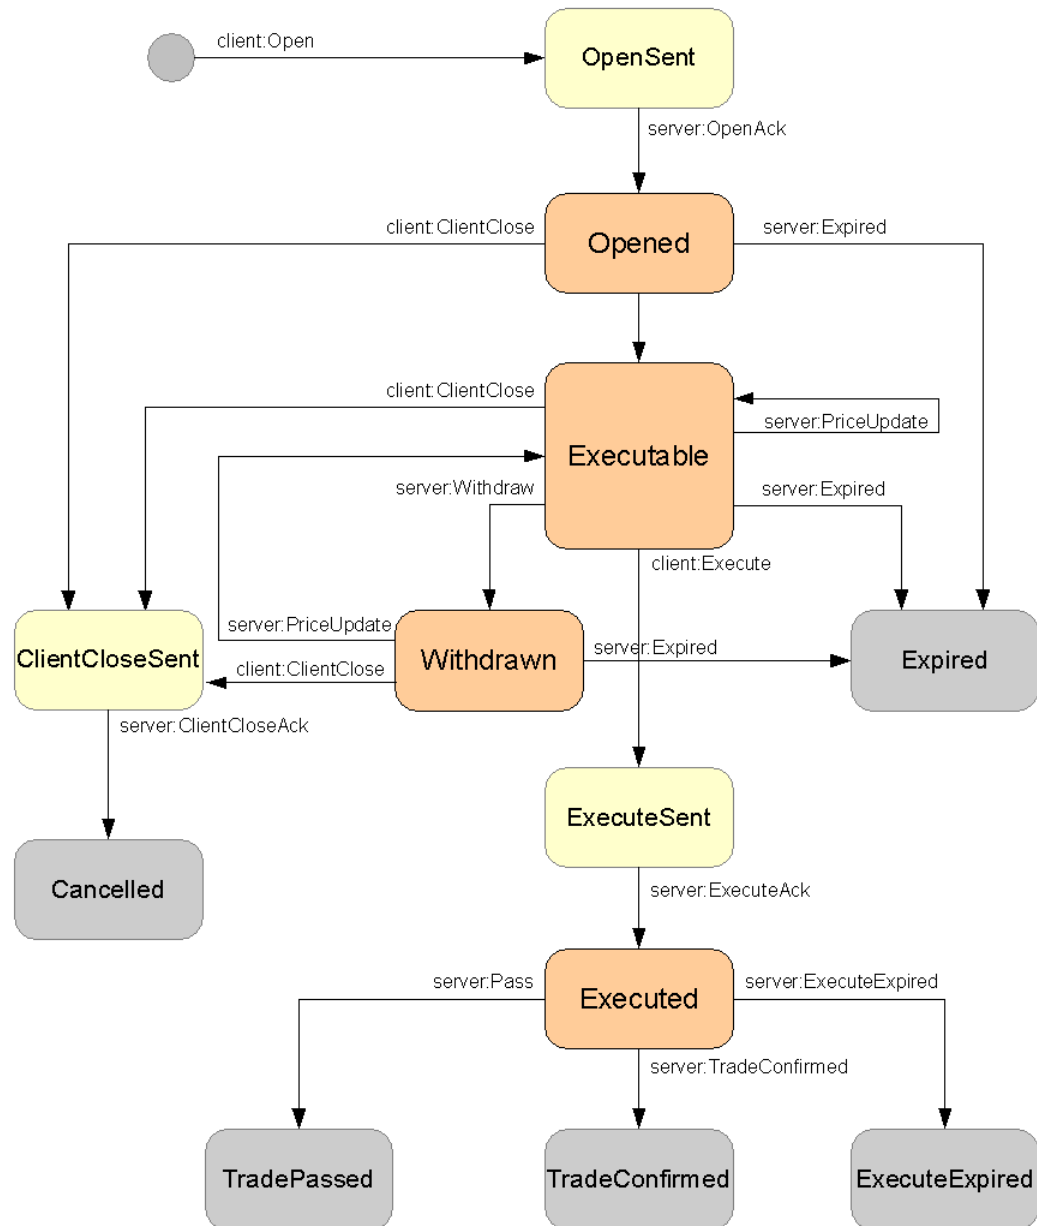 client:Open
OpenSent
server:OpenAck
client:ClientClose
Opened
server:Expired
client:ClientClose
Executable
server:PriceUpdate
server:Withdraw
server:Expired
client:Execute
ClientCloseSent
server:PriceUpdate
Withdrawn
server:Expired
Expired
client:ClientClose
server:ClientCloseAck
ExecuteSent
Cancelled
server:ExecuteAck
server:Pass
Executed
server:ExecuteExpired
server:TradeConfirmed
TradePassed
TradeConfirmed
ExecuteExpired